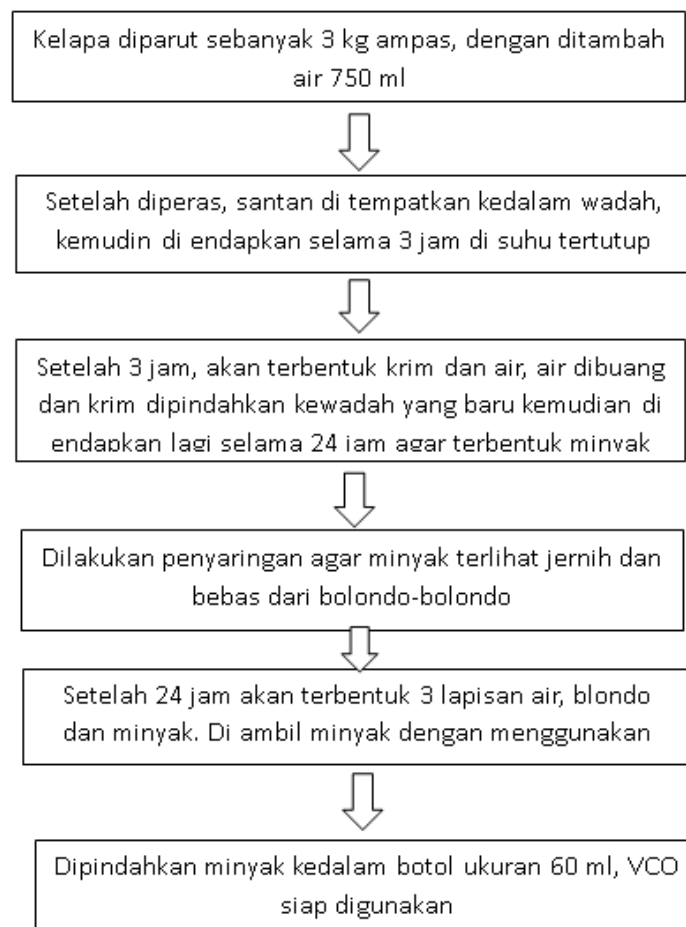 Kelapa diparut sebanyak 3 kg ampas, dengan ditambah
air 750 ml
Setelah diperas, santan di tempatkan kedalam wadah,
kemudin di endapkan selama 3 jam di suhu tertutup
Setelah 3 jam, akan terbentuk krim dan air, air dibuang
dan krim dipindahkan kewadah yang baru kemudian di
endapkan lagi selama 24 jam agar terbentuk minyak
Dilakukan penyaringan agar minyak terlihat jernih dan
bebas dari bolondo-bolondo
Setelah 24 jam akan terbentuk 3 lapisan air, blondo
dan minyak. Di ambil minyak dengan menggunakan
Dipindahkan minyak kedalam botol ukuran 60 ml, VCO
siap digunakan